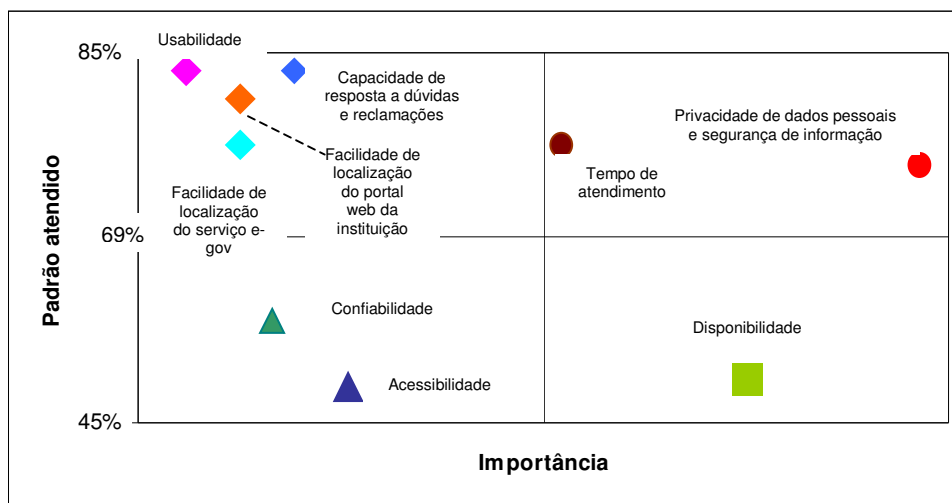 Usabilidade
85%
Capacidade de
resposta a dúvidas
e reclamações
Privacidade de dados pessoais
e segurança de informação
Facilidade de
localização
do portal
web da
instituição
Tempo de
atendimento
Facilidade de
localização
do serviço e-
gov
69%
Padrão atendido
Confiabilidade
Disponibilidade
Acessibilidade
45%
Importância